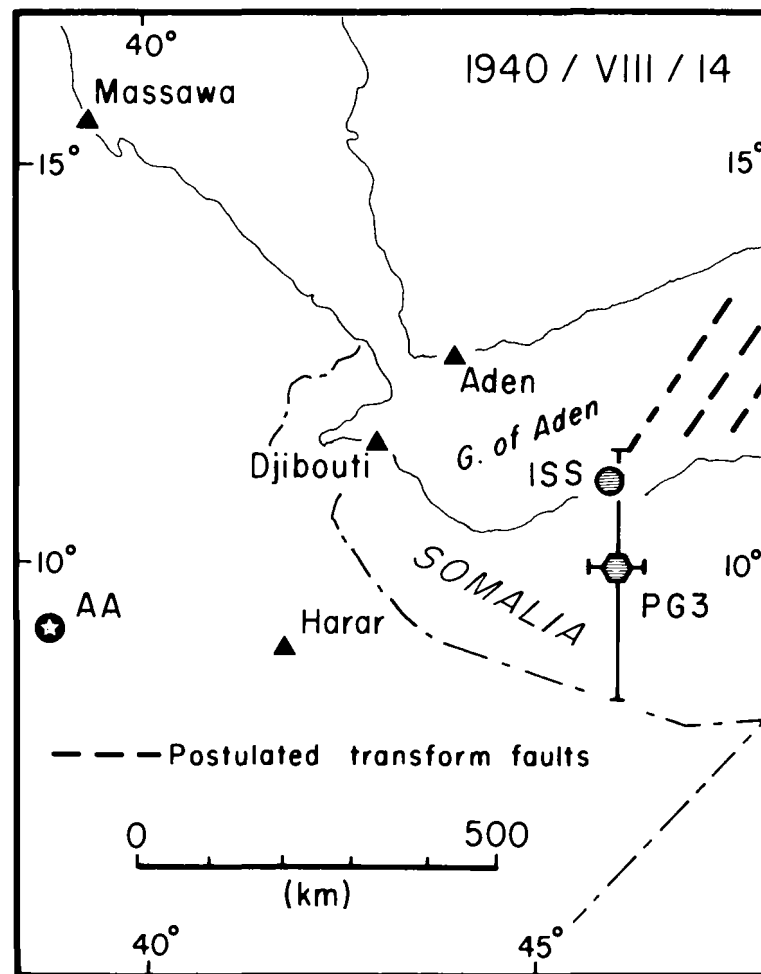 40°
1940 / VIII / 14
Massawa
15°
15°
Aden
G. of Aden
Djibouti
ISS
10°
10°
SOMALIA
AA
Harar
PG3
Postulated transform faults
0 500
(km)
40°
45°